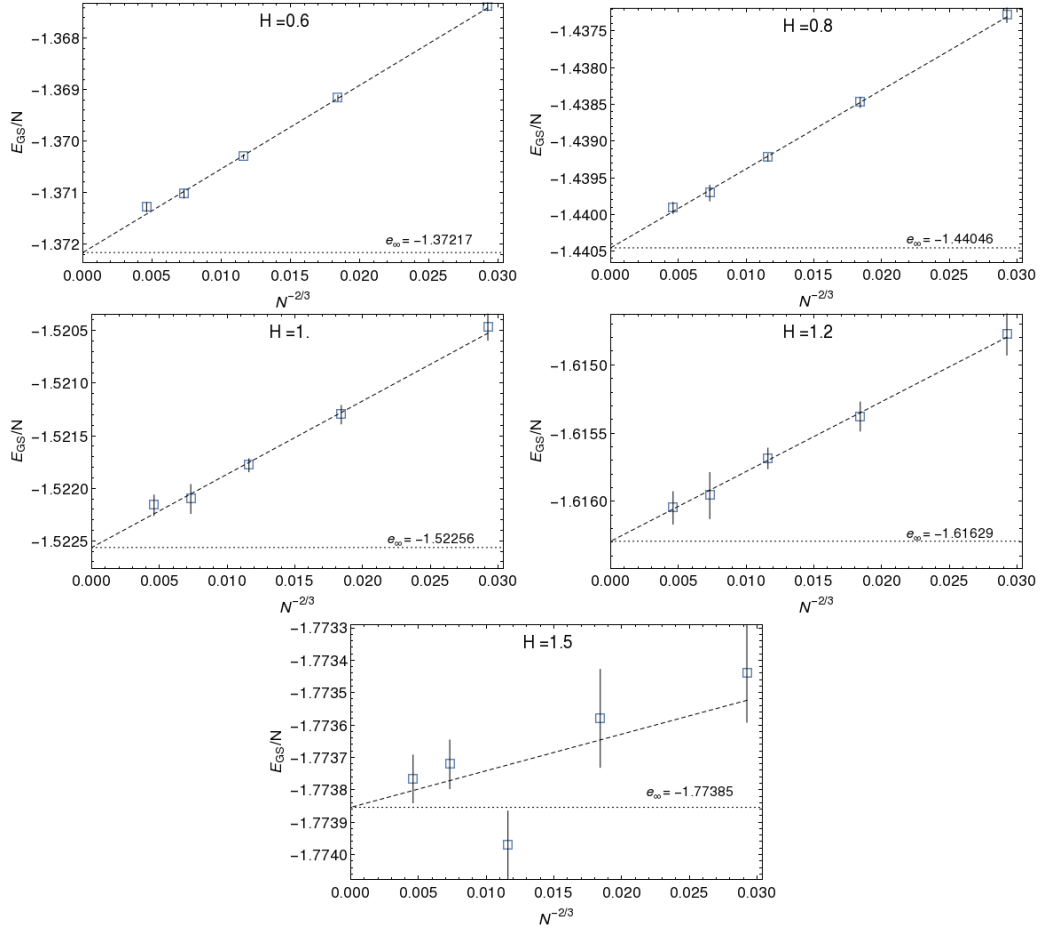 H =0.6
−1.368
−1.369
−1.370
−1.371
−1.372
E_GS/N
e∞= −1.37217
0.000 0.005 0.010 0.015 0.020 0.025 0.030
N^−2/3
H =0.8
−1.4375
−1.4380
−1.4385
−1.4390
−1.4395
−1.4400
−1.4405
E_GS/N
e∞= −1.44046
0.000 0.005 0.010 0.015 0.020 0.025 0.030
N^−2/3
H =1.
−1.5205
−1.5210
−1.5215
−1.5220
−1.5225
E_GS/N
e∞= −1.52256
0.000 0.005 0.010 0.015 0.020 0.025 0.030
N^−2/3
H =1.2
−1.6150
−1.6155
−1.6160
E_GS/N
e∞= −1.61629
0.000 0.005 0.010 0.015 0.020 0.025 0.030
N^−2/3
H =1.5
−1.7733
−1.7734
−1.7735
−1.7736
−1.7737
−1.7738
−1.7739
−1.7740
E_GS/N
e∞= −1.77385
0.000 0.005 0.010 0.015 0.020 0.025 0.030
N^−2/3